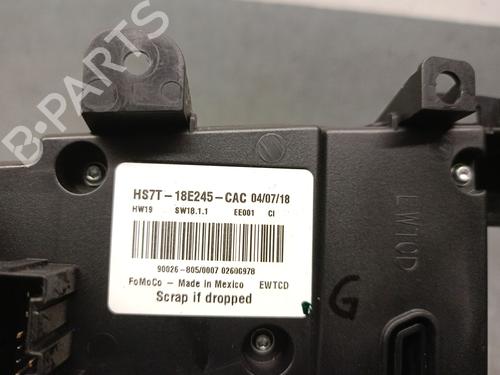 B-PARTS
HS7T-18E245-CAC 04/07/18
HW19 SW18.1.1 EE001 CI
90026-805/0007 0260G978
FoMoCo - Made in Mexico EWTCD
Scrap if dropped
EWTCD
G